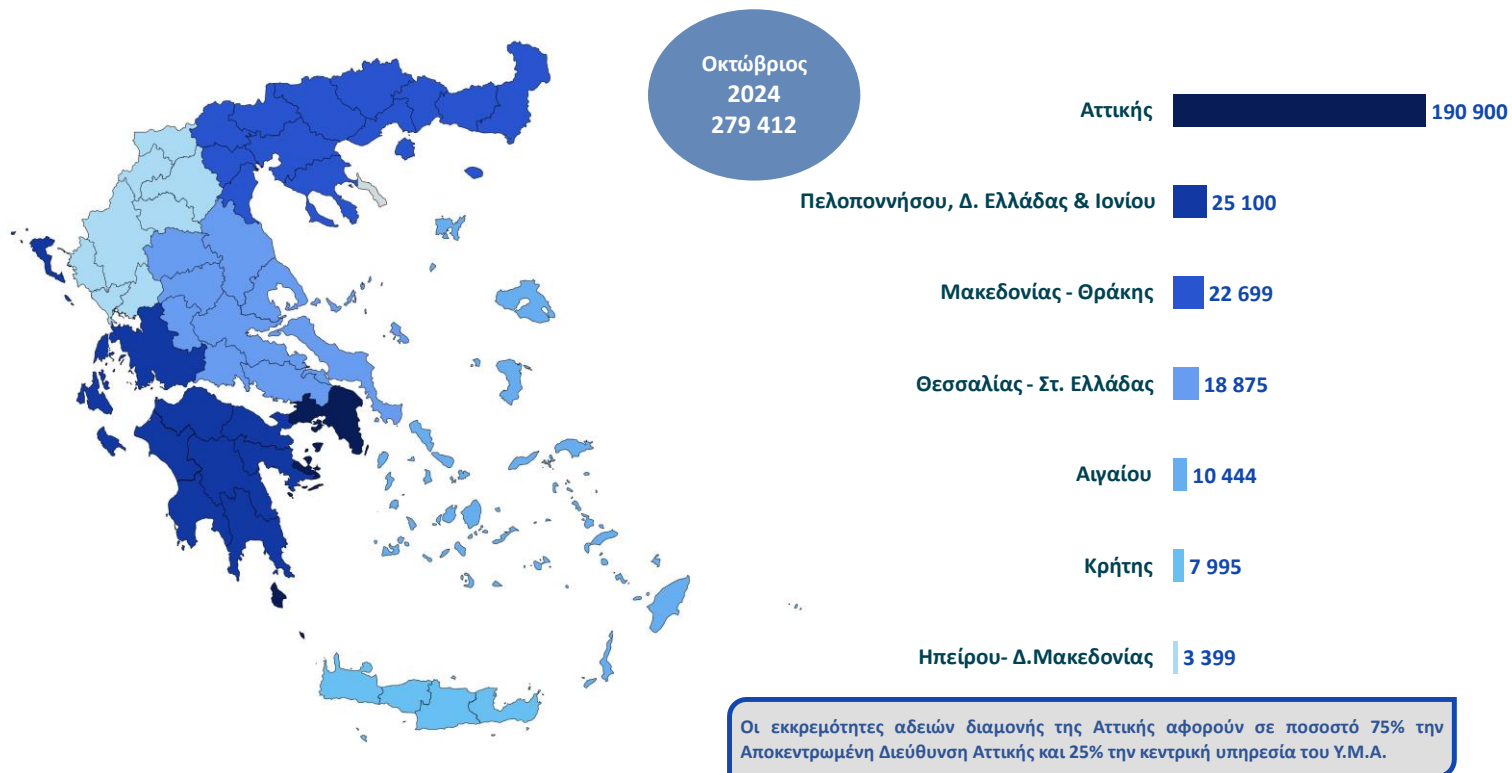 Οκτώβριος
2024
279 412
Αττικής 190 900
Πελοποννήσου, Δ. Ελλάδας & Ιονίου 25 100
Μακεδονίας - Θράκης 22 699
Θεσσαλίας - Στ. Ελλάδας 18 875
Αιγαίου 10 444
Κρήτης 7 995
Ηπείρου- Δ.Μακεδονίας 3 399
Οι εκκρεμότητες αδειών διαμονής της Αττικής αφορούν σε ποσοστό 75% την
Αποκεντρωμένη Διεύθυνση Αττικής και 25% την κεντρική υπηρεσία του Υ.Μ.Α.